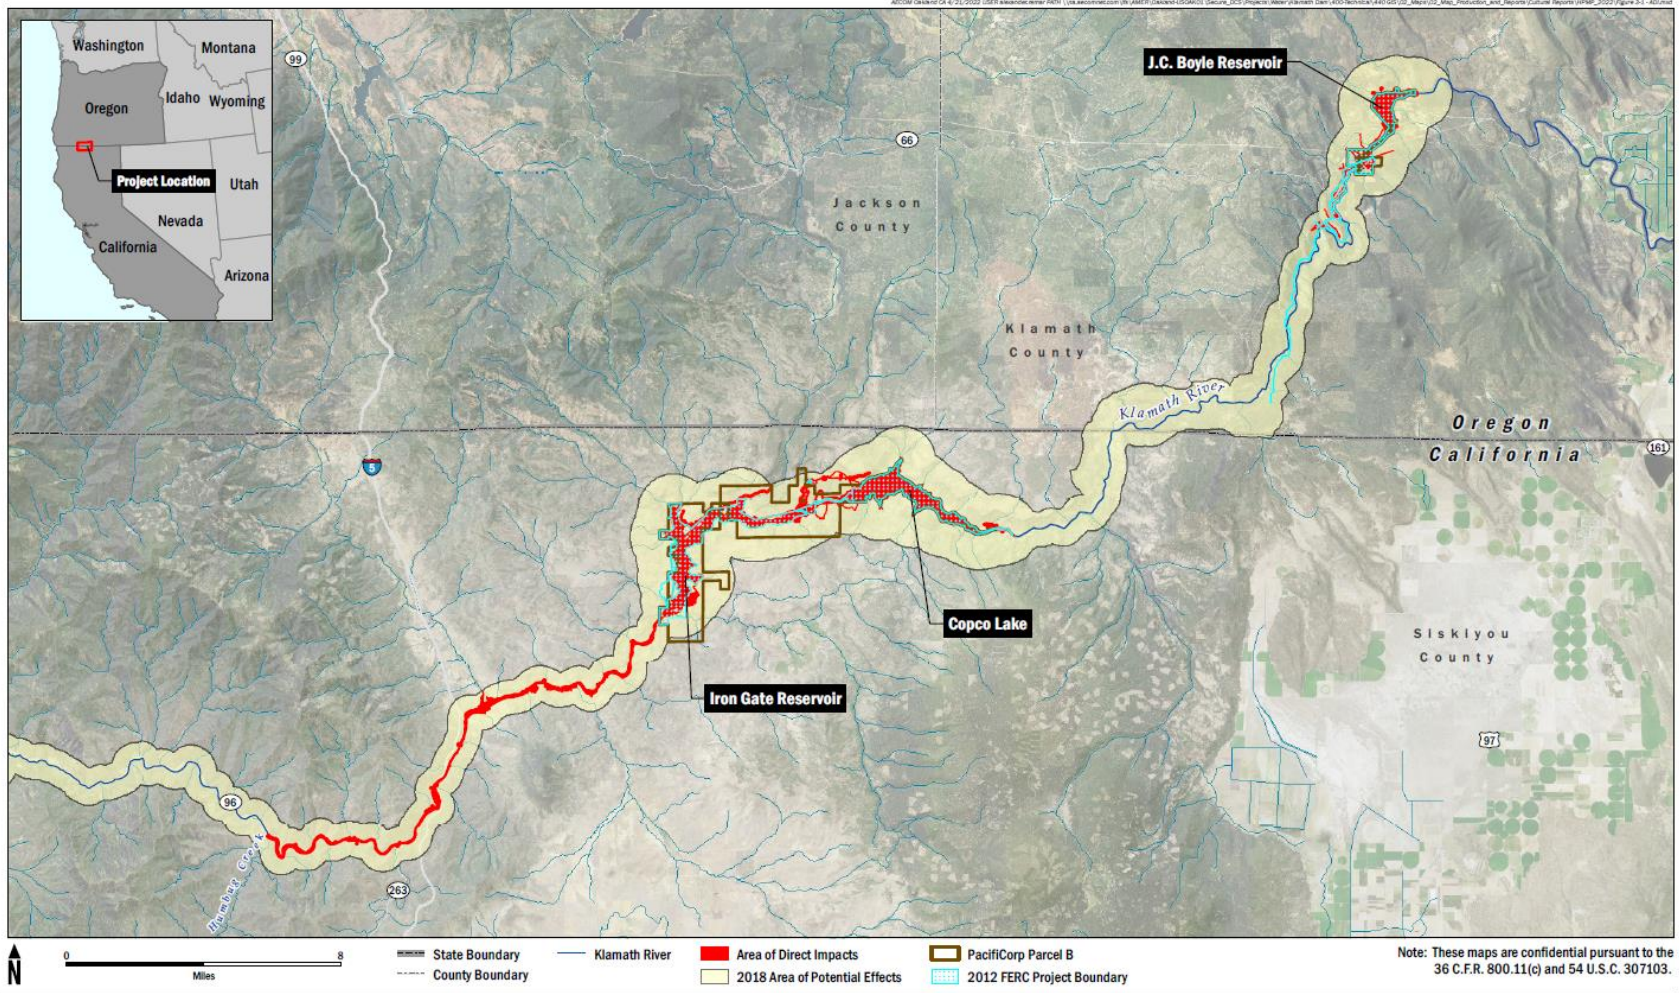 Washington
Montana
Oregon
Idaho
Wyoming
Project Location
Utah
Nevada
California
Arizona
99
J.C. Boyle Reservoir
66
Jackson
County
Klamath
County
Klamath River
Oregon
California
161
5
Copco Lake
Siskiyou
County
Iron Gate Reservoir
97
96
Humbug Creek
263
N
0 8
Miles
State Boundary
County Boundary
Klamath River
Area of Direct Impacts
2018 Area of Potential Effects
PacifiCorp Parcel B
2012 FERC Project Boundary
Note: These maps are confidential pursuant to the
36 C.F.R. 800.11(c) and 54 U.S.C. 307103.